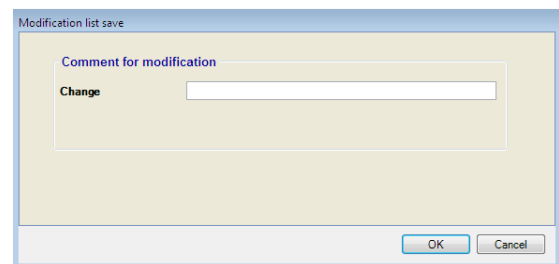 Modification list save
Comment for modification
Change
OK Cancel